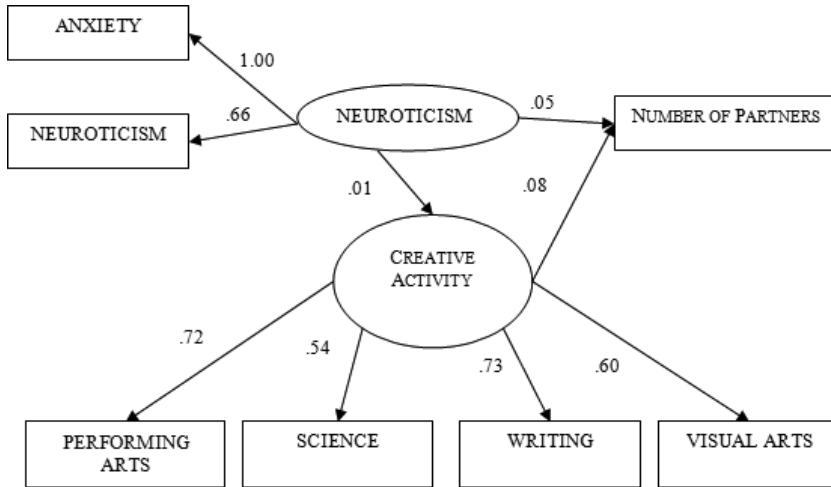 ANXIETY
1.00
.66
NEUROTICISM
NEUROTICISM
.05
NUMBER OF PARTNERS
.01
.08
CREATIVE
ACTIVITY
.72
.54
.73
.60
PERFORMING
ARTS
SCIENCE
WRITING
VISUAL ARTS